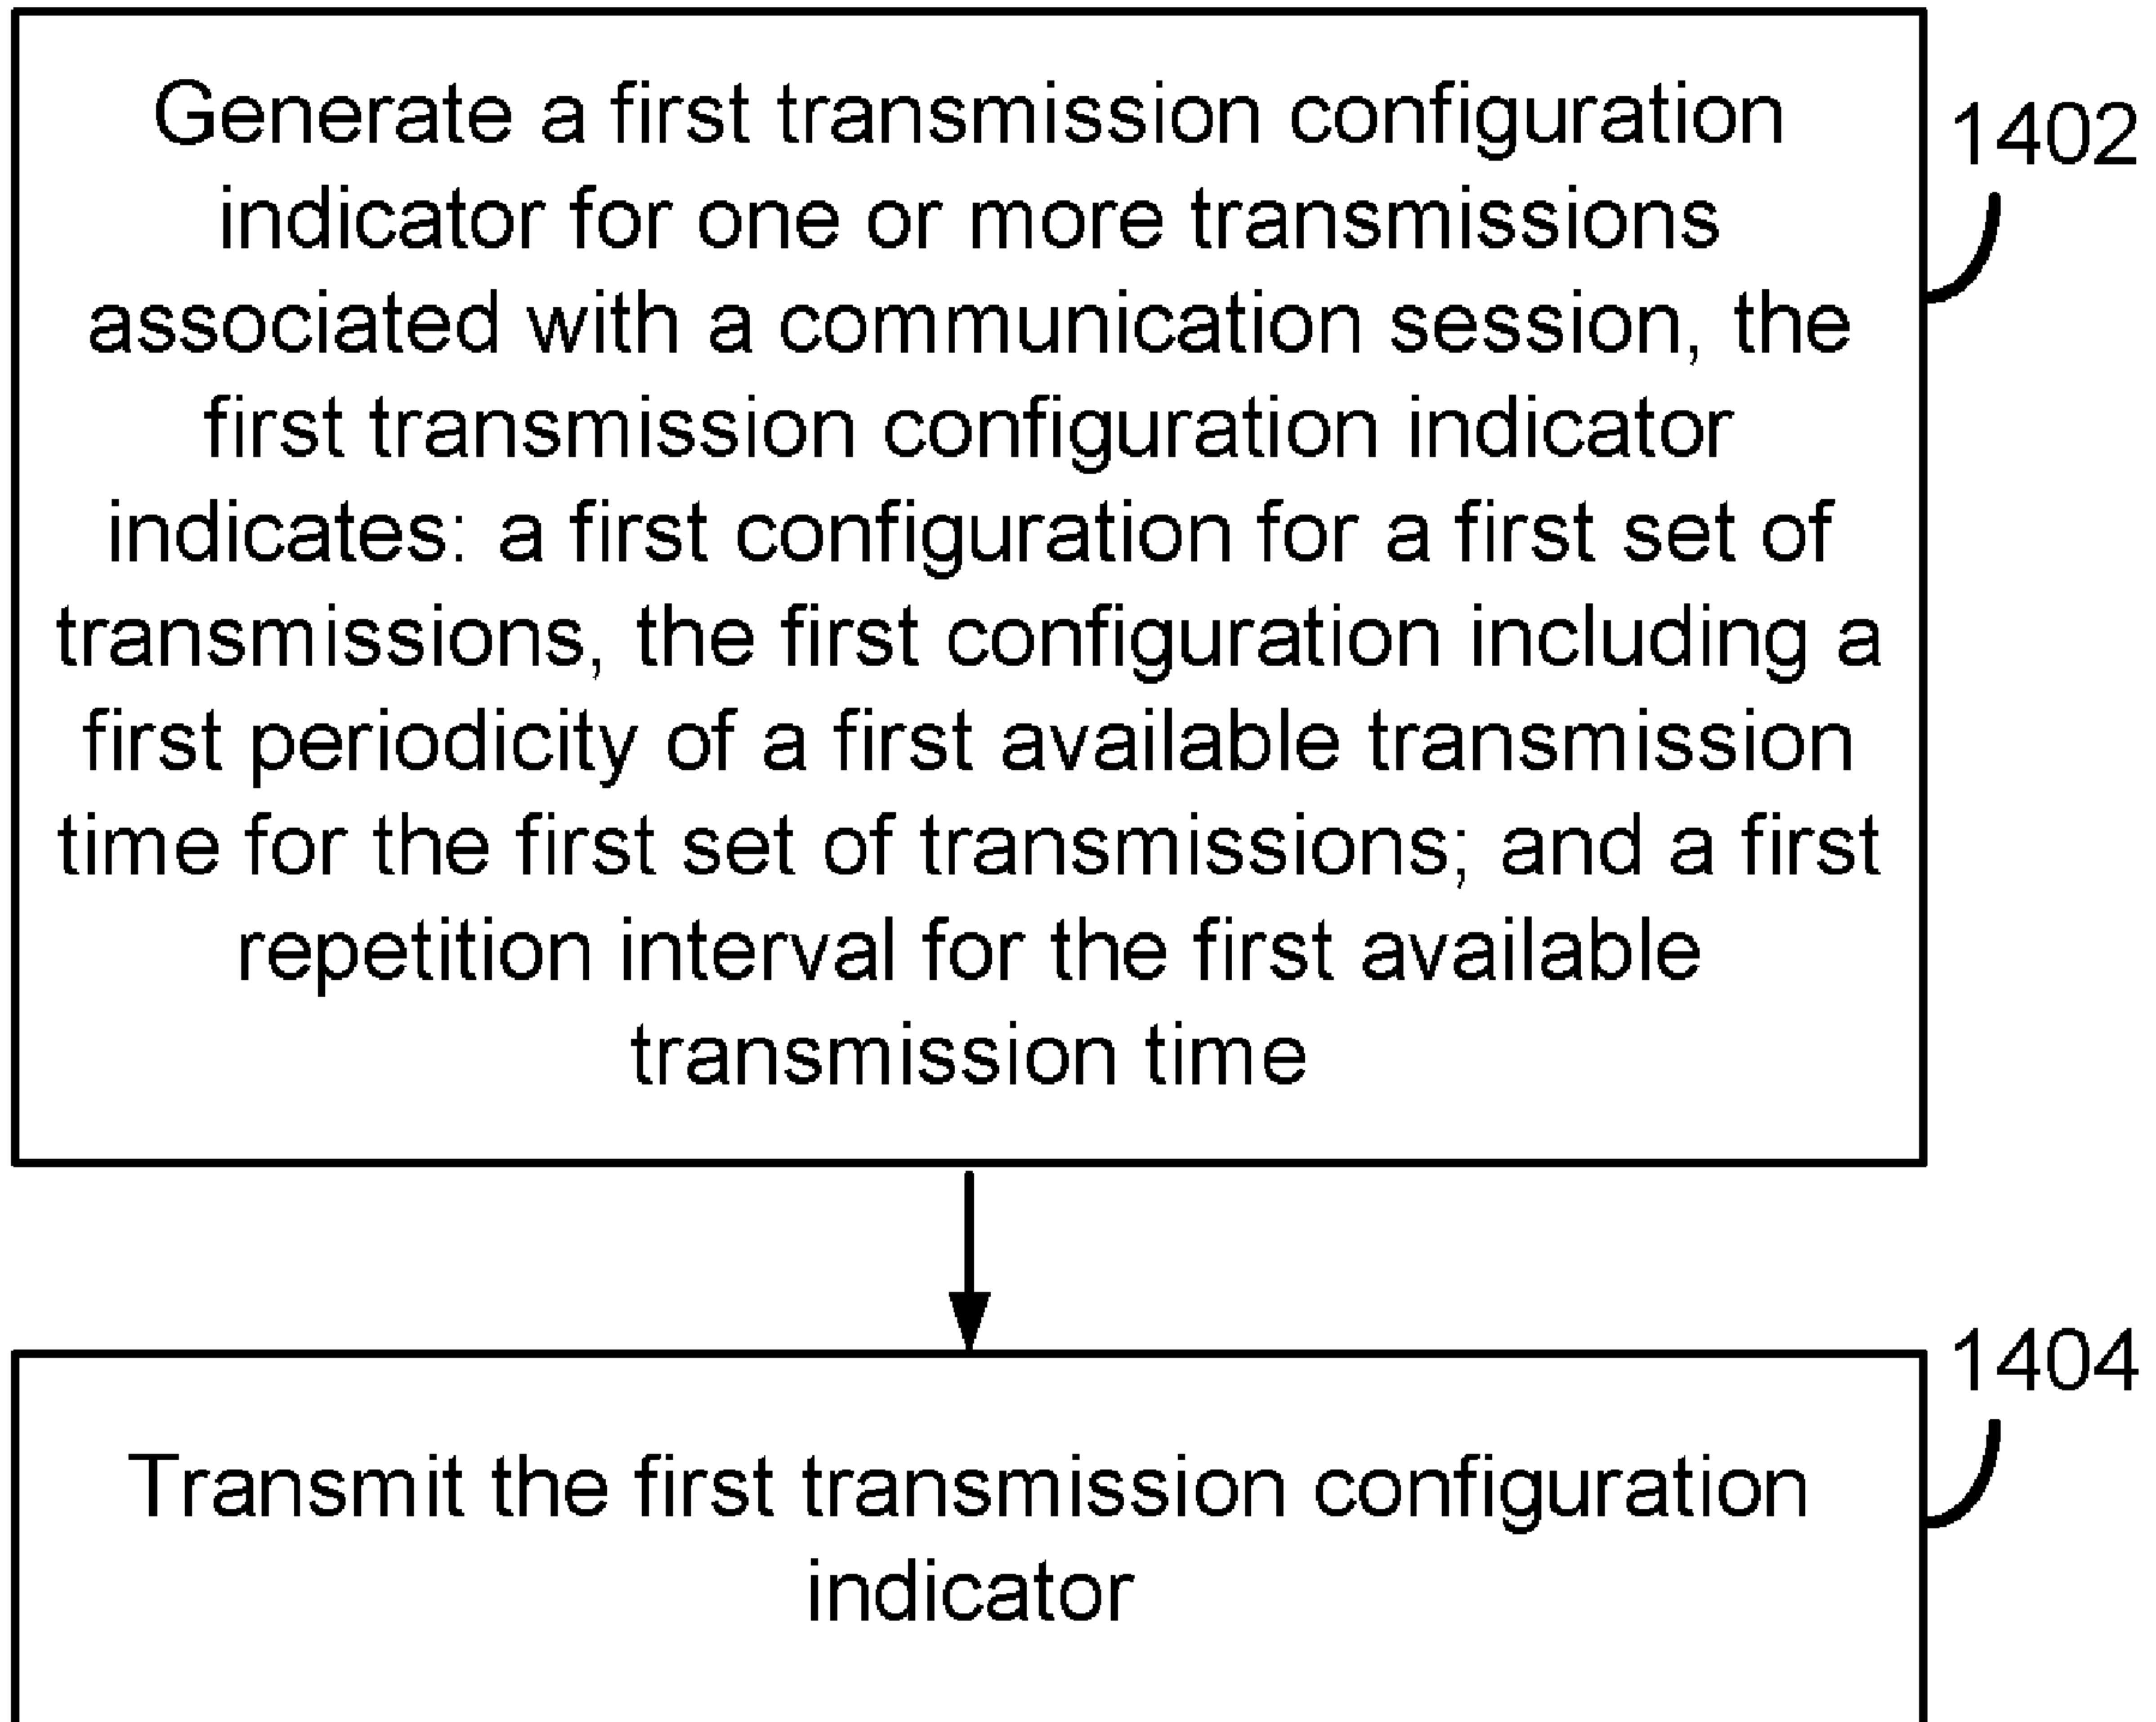 Generate a first transmission configuration
indicator for one or more transmissions
associated with a communication session, the
first transmission configuration indicator
indicates: a first configuration for a first set of
transmissions, the first configuration including a
first periodicity of a first available transmission
time for the first set of transmissions; and a first
repetition interval for the first available
transmission time
1402
Transmit the first transmission configuration
indicator
1404